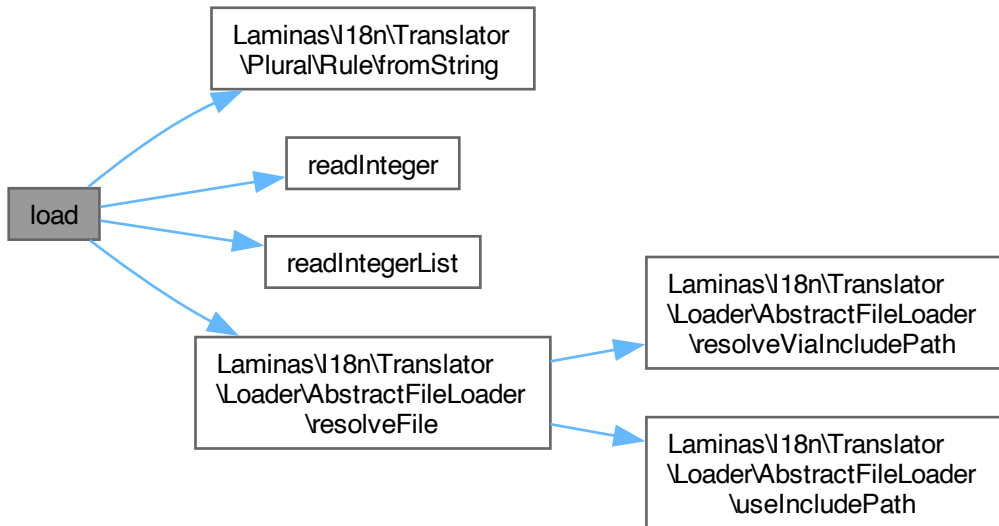 Laminas\I18n\Translator
\Plural\Rule\fromString
readInteger
load
readIntegerList
Laminas\I18n\Translator
\Loader\AbstractFileLoader
\resolveViaIncludePath
Laminas\I18n\Translator
\Loader\AbstractFileLoader
\resolveFile
Laminas\I18n\Translator
\Loader\AbstractFileLoader
\useIncludePath